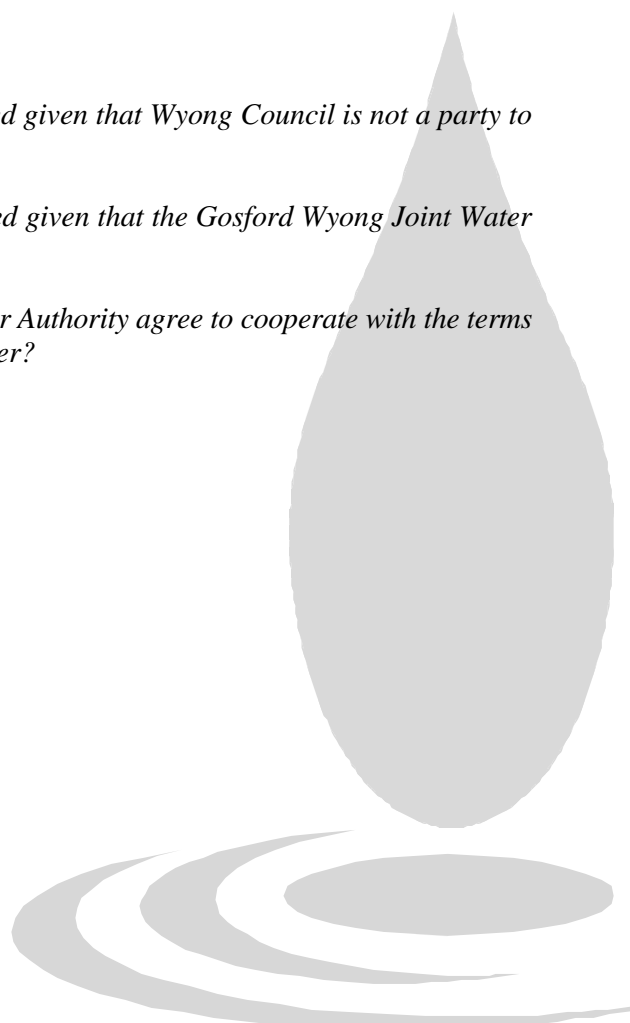 d given that Wyong Council is not a party to
ed given that the Gosford Wyong Joint Water
r Authority agree to cooperate with the terms
er?